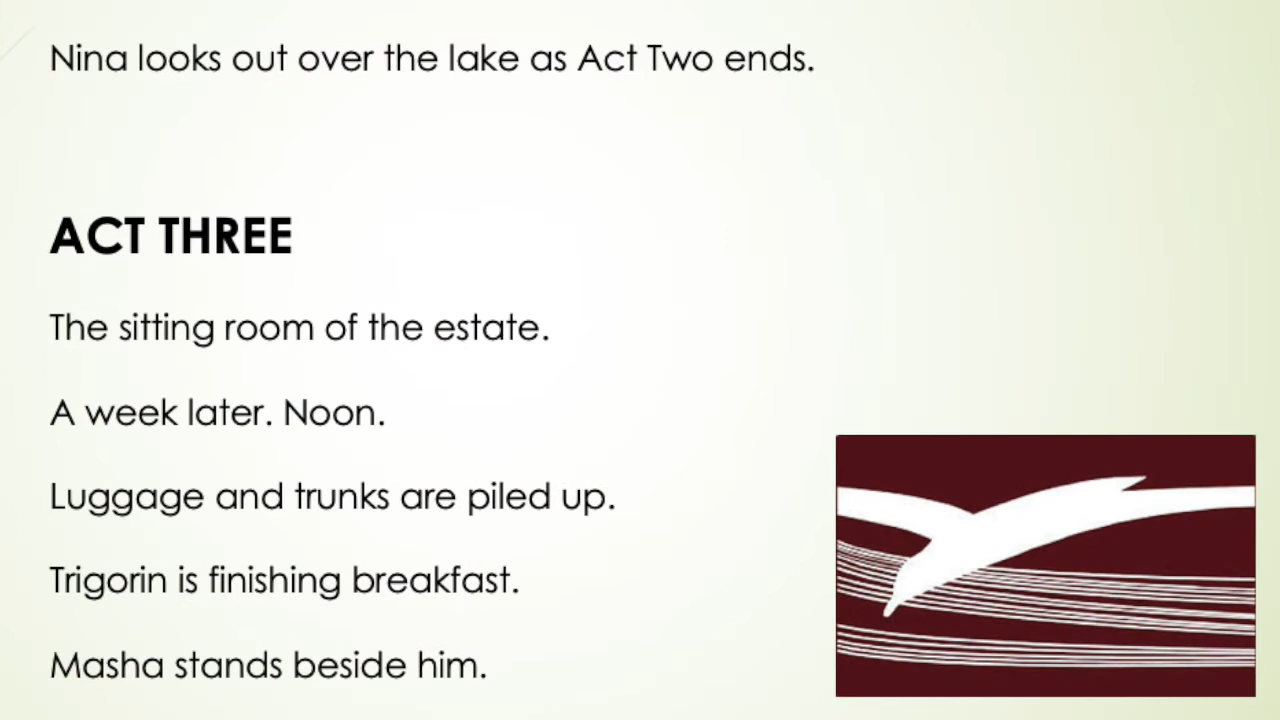 Nina looks out over the lake as Act Two ends.
ACT THREE
The sitting room of the estate.
A week later. Noon.
Luggage and trunks are piled up.
Trigorin is finishing breakfast.
Masha stands beside him.